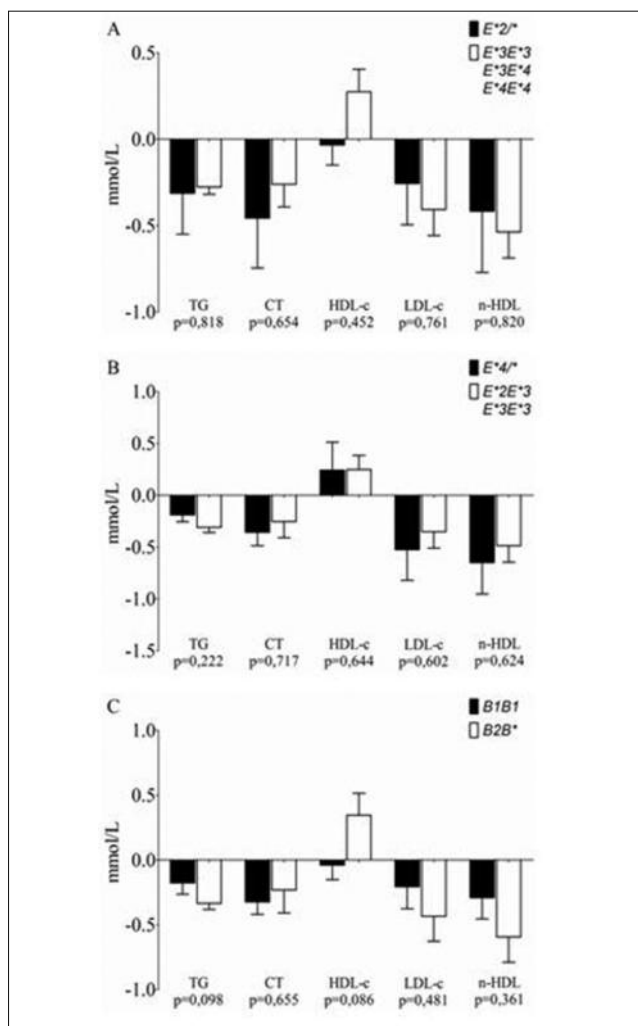 A
E*2/*
E*3E*3
E*3E*4
E*4E*4
0.5
0.0
-0.5
-1.0
mmol/L
TG CT HDL-c LDL-c n-HDL
p=0,818 p=0,654 p=0,452 p=0,761 p=0,820
B
E*4/*
E*2E*3
E*3E*3
1.0
0.5
0.0
-0.5
-1.0
-1.5
mmol/L
TG CT HDL-c LDL-c n-HDL
p=0,222 p=0,717 p=0,644 p=0,602 p=0,624
C
B1B1
B2B*
1.0
0.5
0.0
-0.5
-1.0
mmol/L
TG CT HDL-c LDL-c n-HDL
p=0,098 p=0,655 p=0,086 p=0,481 p=0,361